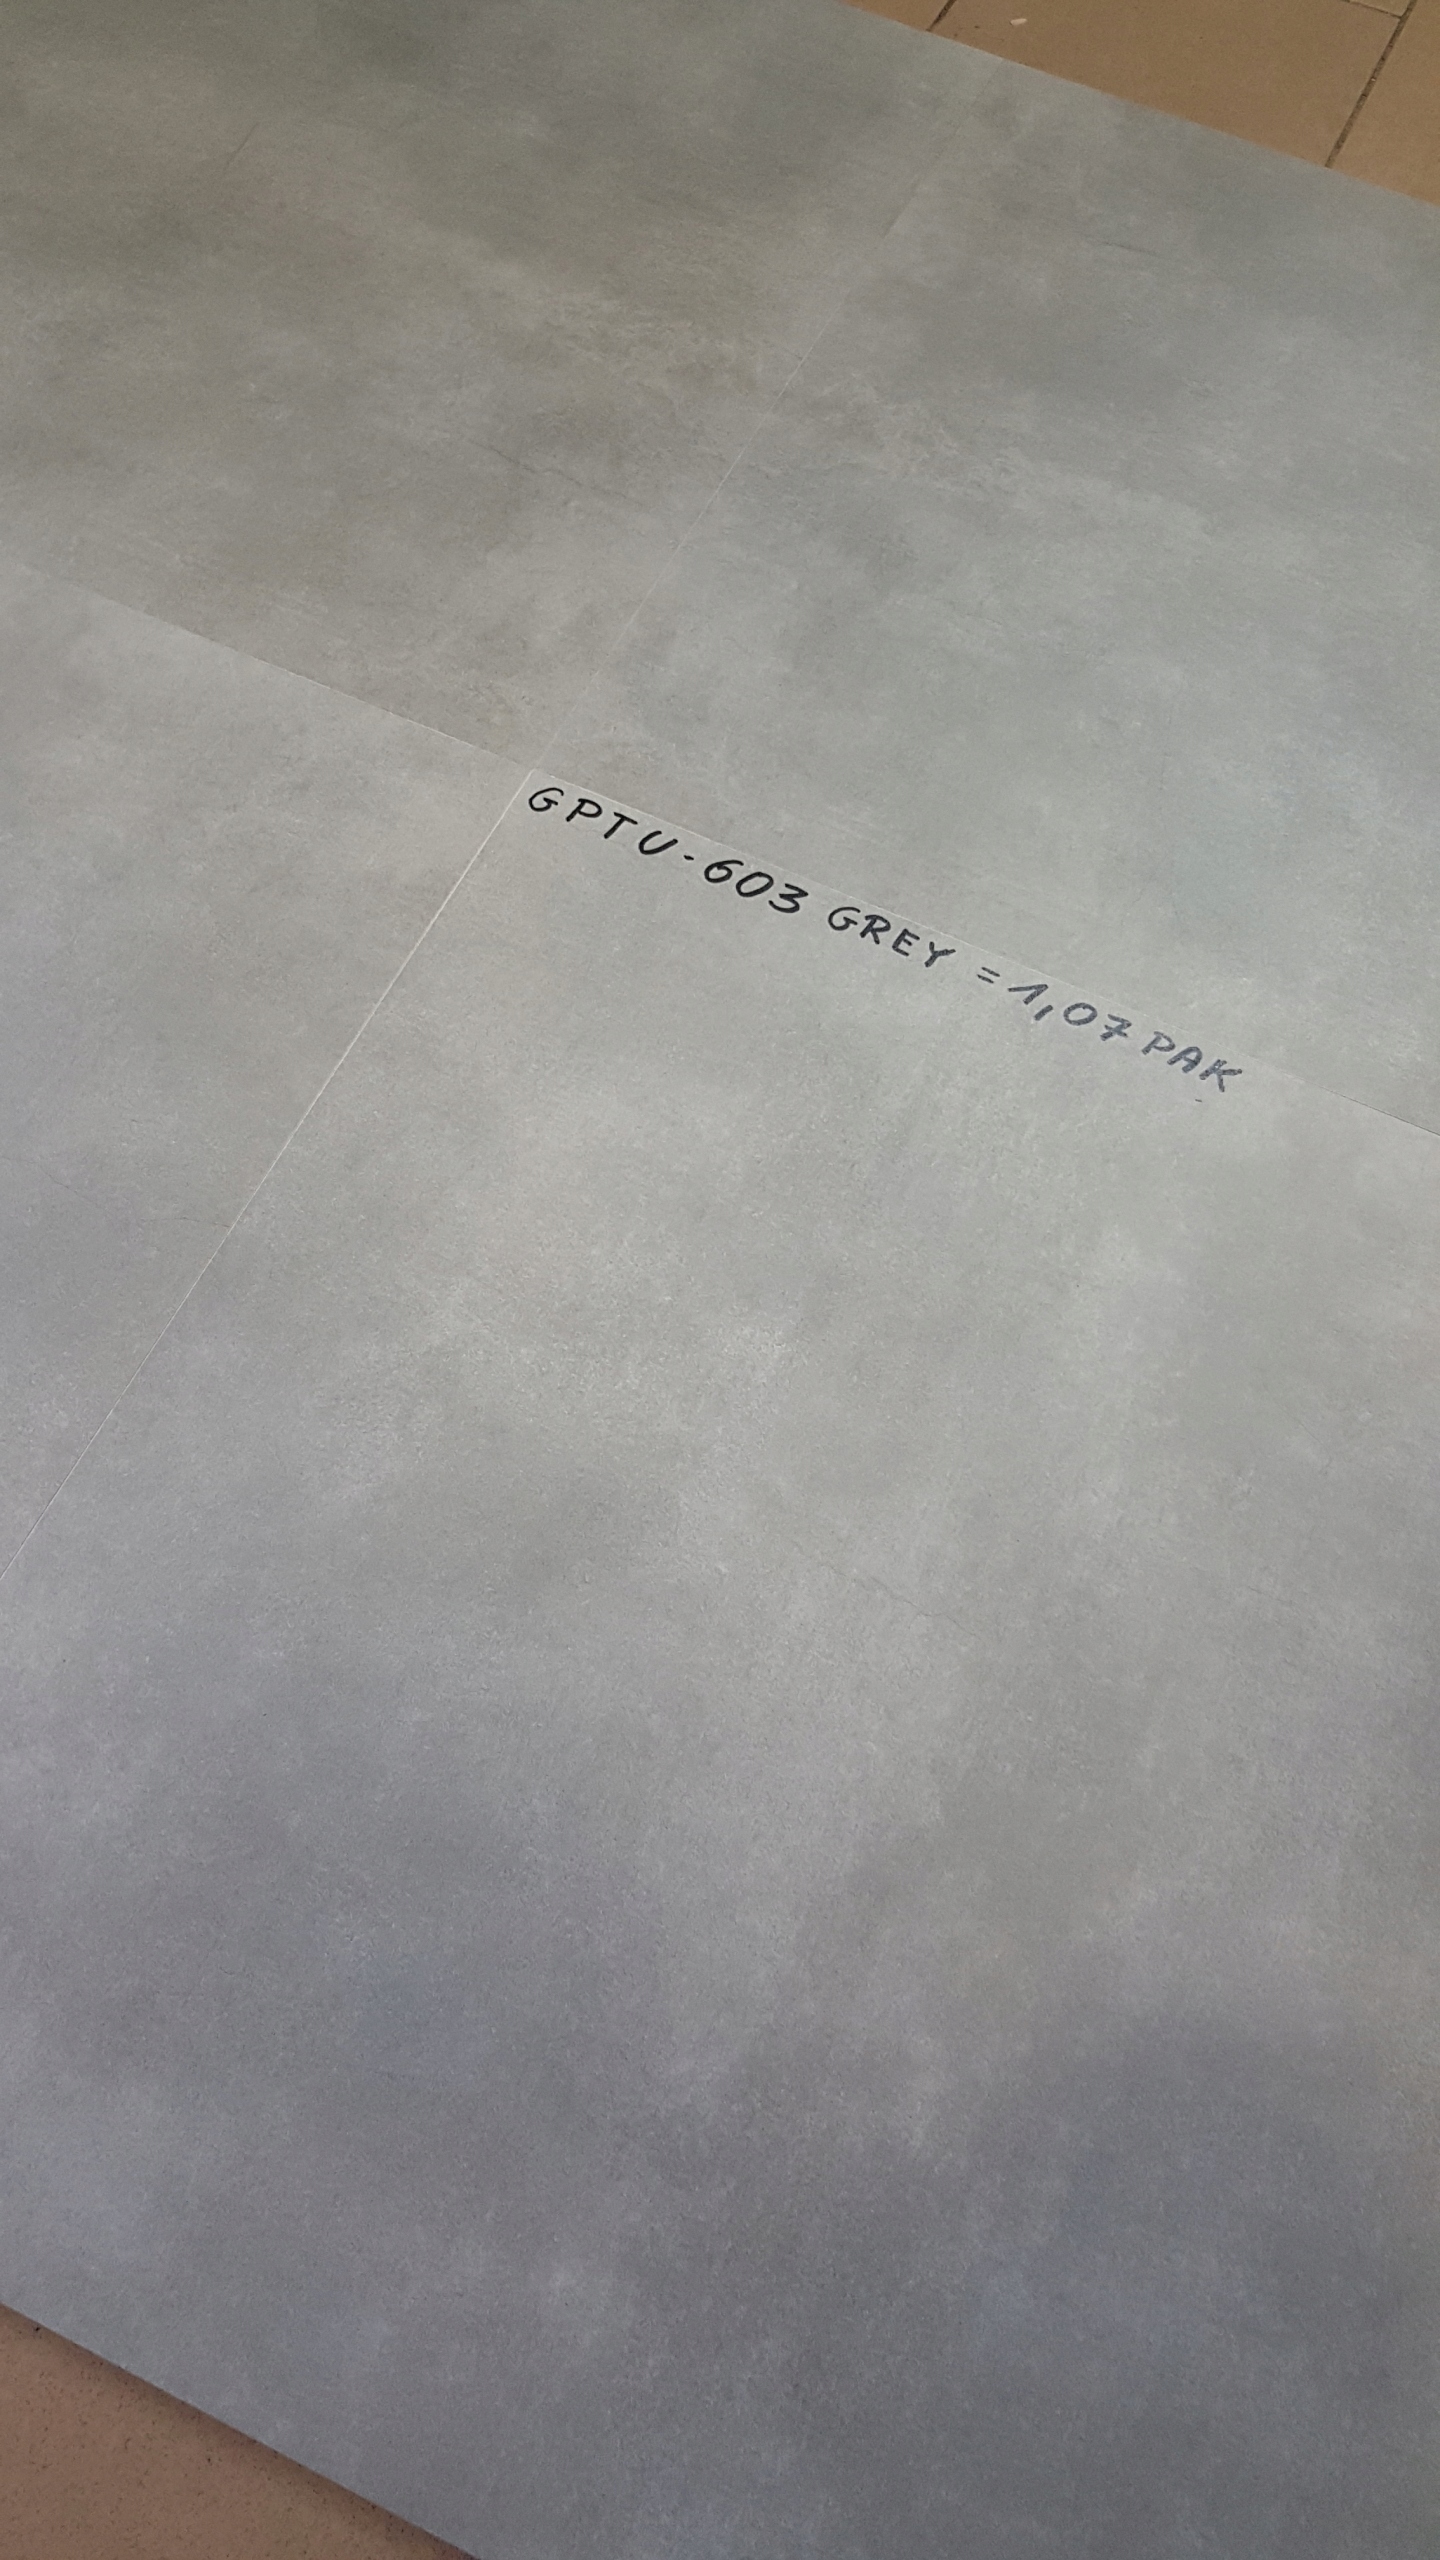 GPTU-603 GREY = 1,07 PAK